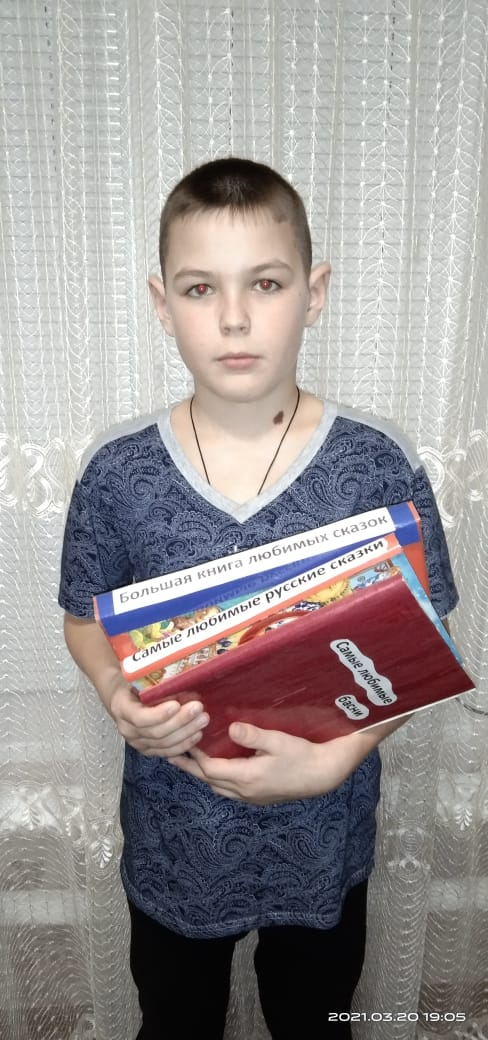 Большая книга любимых сказок
Самые любимые русские сказки
Самые любимые
басни
2021.03.20 19:05